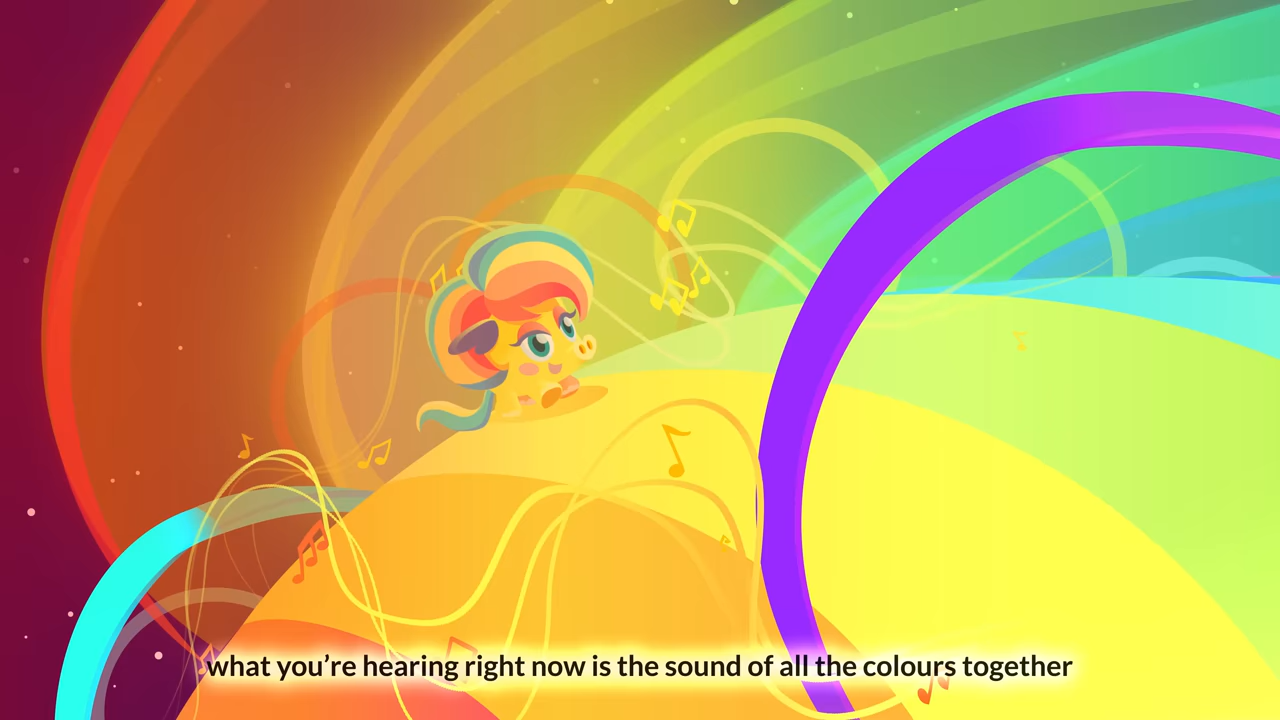 what you’re hearing right now is the sound of all the colours together